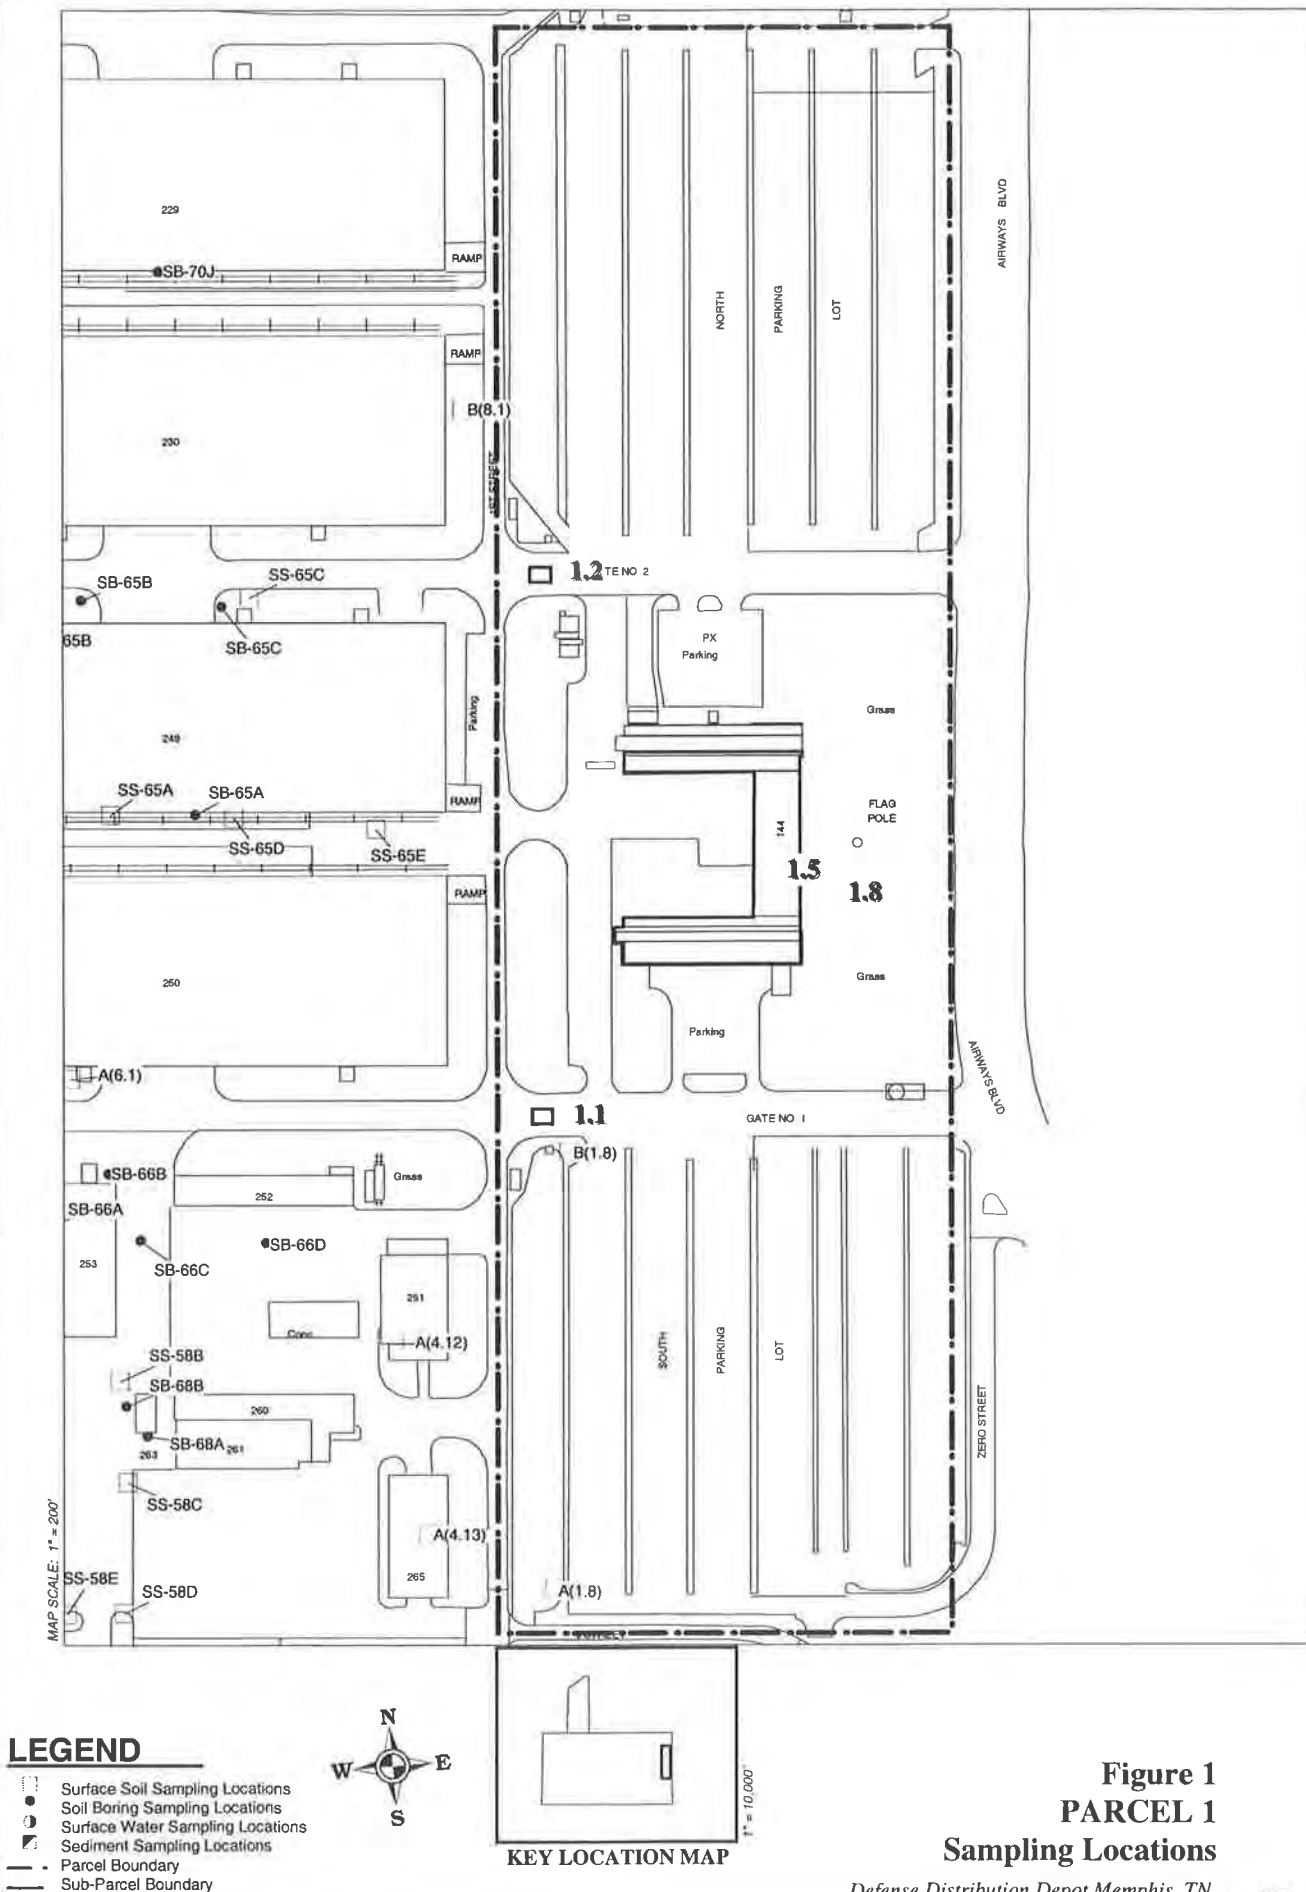 229
SB-70J
RAMP
NORTH
PARKING
LOT
AIRWAYS BLVD
RAMP
B(8.1)
230
1ST STREET
SB-65B
SS-65C
1.2
TE NO 2
65B
SB-65C
PX
Parking
Parking
Grass
249
SS-65A
SB-65A
RAMP
FLAG
POLE
144
SS-65D
SS-65E
1.5
1.8
RAMP
250
Grass
Parking
AIRWAYS BLVD
A(6.1)
1.1
GATE NO 1
B(1.8)
SB-66B
Grass
252
SB-66A
SB-66D
253
SB-66C
251
Conc
A(4.12)
SOUTH
PARKING
LOT
SS-58B
SB-68B
260
ZERO STREET
SB-68A
261
263
SS-58C
A(4.13)
MAP SCALE: 1" = 200'
SS-58E
SS-58D
265
A(1.8)
N
W
E
S
1" = 10,000'
KEY LOCATION MAP
LEGEND
Surface Soil Sampling Locations
Soil Boring Sampling Locations
Surface Water Sampling Locations
Sediment Sampling Locations
Parcel Boundary
Sub-Parcel Boundary
Figure 1
PARCEL 1
Sampling Locations
Defense Distribution Depot Memphis, TN